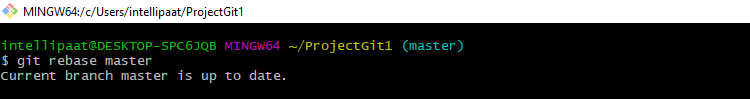 MINGW64:/c/Users/intellipaat/ProjectGit1
intellipaat@DESKTOP-SPC6JQB MINGW64 ~/ProjectGit1 (master)
$ git rebase master
Current branch master is up to date.